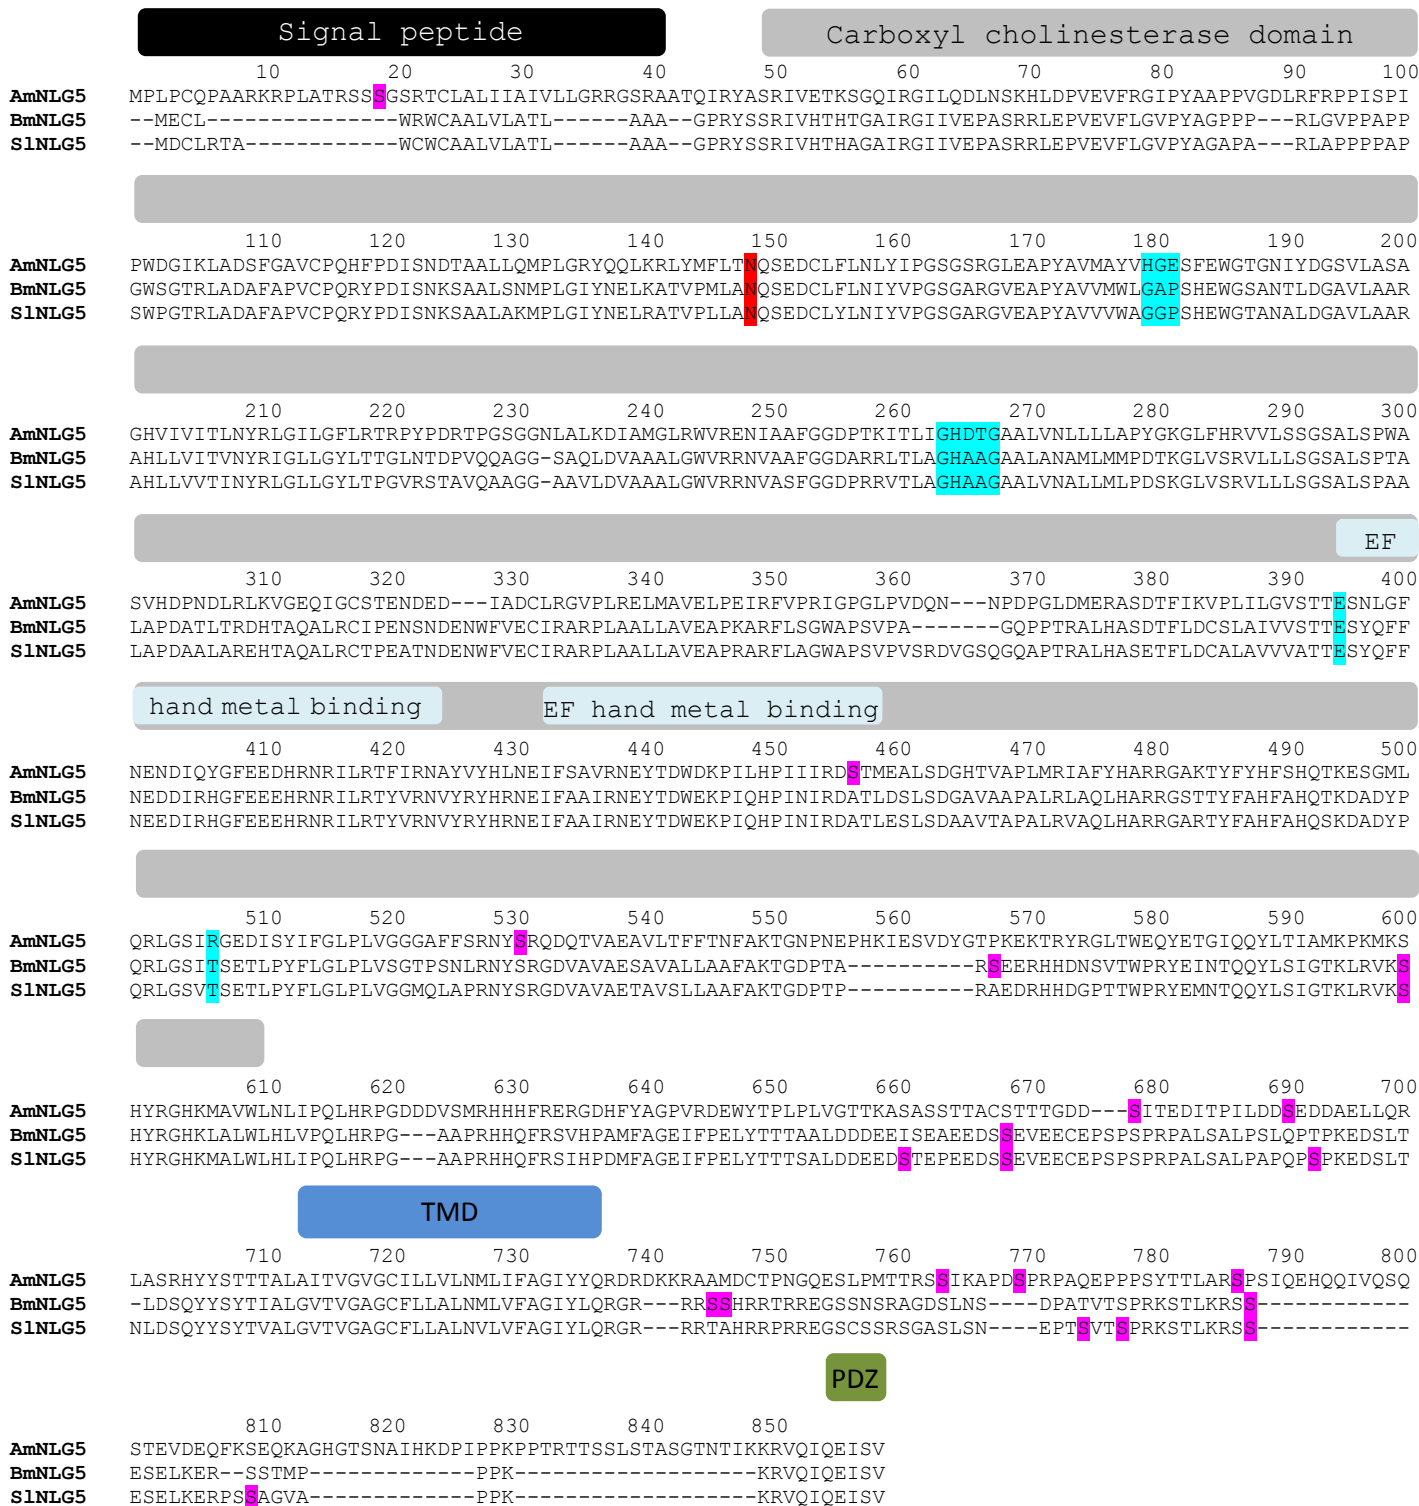 Signal peptide Carboxyl cholinesterase domain
10 20 30 40 50 60 70 80 90 100
AmNLG5 MPLPCQPAARKRPLATRSSSGSRTCLALIIAIVLLGRRGSRAATQIRYASRIVETKSGQIRGILQDLNSKHLDPVEVFRGIPYAAPPVGDLRFRPPISPI
BmNLG5 --MECL---------------WRWCAALVLATL------AAA--GPRYSSRIVHTHTGAIRGIIVEPASRRLEPVEVFLGVPYAGPPP---RLGVPPAPP
SlNLG5 --MDCLRTA------------WCWCAALVLATL------AAA--GPRYSSRIVHTHAGAIRGIIVEPASRRLEPVEVFLGVPYAGAPA---RLAPPPPAP
110 120 130 140 150 160 170 180 190 200
AmNLG5 PWDGIKLADSFGAVCPQHFPDISNDTAALLQMPLGRYQQLKRLYMFLTNQSEDCLFLNLYIPGSGSRGLEAPYAVMAYVHGESFEWGTGNIYDGSVLASA
BmNLG5 GWSGTRLADAFAPVCPQRYPDISNKSAALSNMPLGIYNELKATVPMLANQSEDCLFLNIYVPGSGARGVEAPYAVVMWLGAPSHEWGSANTLDGAVLAAR
SlNLG5 SWPGTRLADAFAPVCPQRYPDISNKSAALAKMPLGIYNELRATVPLLANQSEDCLYLNIYVPGSGARGVEAPYAVVVWAGGPSHEWGTANALDGAVLAAR
210 220 230 240 250 260 270 280 290 300
AmNLG5 GHVIVITLNYRLGILGFLRTRPYPDRTPGSGGNLALKDIAMGLRWVRENIAAFGGDPTKITLIGHDTGAALVNLLLLAPYGKGLFHRVVLSSGSALSPWA
BmNLG5 AHLLVITVNYRIGLLGYLTTGLNTDPVQQAGG-SAQLDVAAALGWVRRNVAAFGGDARRLTLAGHAAGAALANAMLMMPDTKGLVSRVLLLSGSALSPTA
SlNLG5 AHLLVVTINYRLGLLGYLTPGVRSTAVQAAGG-AAVLDVAAALGWVRRNVASFGGDPRRVTLAGHAAGAALVNALLMLPDSKGLVSRVLLLSGSALSPAA
EF
310 320 330 340 350 360 370 380 390 400
AmNLG5 SVHDPNDLRLKVGEQIGCSTENDED---IADCLRGVPLRELMAVELPEIRFVPRIGPGLPVDQN---NPDPGLDMERASDTFIKVPLILGVSTTESNLGF
BmNLG5 LAPDATLTRDHTAQALRCIPENSNDENWFVECIRARPLAALLAVEAPKARFLSGWAPSVPA-------GQPPTRALHASDTFLDCSLAIVVSTTESYQFF
SlNLG5 LAPDAALAREHTAQALRCTPEATNDENWFVECIRARPLAALLAVEAPRARFLAGWAPSVPVSRDVGSQGQAPTRALHASETFLDCALAVVVATTESYQFF
hand metal binding EF hand metal binding
410 420 430 440 450 460 470 480 490 500
AmNLG5 NENDIQYGFEEDHRNRILRTFIRNAYVYHLNEIFSAVRNEYTDWDKPILHPIIIRDSTMEALSDGHTVAPLMRIAFYHARRGAKTYFYHFSHQTKESGML
BmNLG5 NEDDIRHGFEEEHRNRILRTYVRNVYRYHRNEIFAAIRNEYTDWEKPIQHPINIRDATLDSLSDGAVAAPALRLAQLHARRGSTTYFAHFAHQTKDADYP
SlNLG5 NEEDIRHGFEEEHRNRILRTYVRNVYRYHRNEIFAAIRNEYTDWEKPIQHPINIRDATLESLSDAAVTAPALRVAQLHARRGARTYFAHFAHQSKDADYP
510 520 530 540 550 560 570 580 590 600
AmNLG5 QRLGSIRGEDISYIFGLPLVGGGAFFSRNYSRQDQTVAEAVLTFFTNFAKTGNPNEPHKIESVDYGTPKEKTRYRGLTWEQYETGIQQYLTIAMKPKMKS
BmNLG5 QRLGSITSETLPYFLGLPLVSGTPSNLRNYSRGDVAVAESAVALIAAFAKTGDPTA----------RSEERHHDNSVTWPRYEINTQQYLSIGTKLRVKS
SlNLG5 QRLGSVTSETLPYFLGLPLVGGMQLAPRNYSRGDVAVAETAVSLLAAFAKTGDPTP----------RAEDRHHDGPTTWPRYEMNTQQYLSIGTKLRVKS
610 620 630 640 650 660 670 680 690 700
AmNLG5 HYRGHKMAVWLNLIPQLHRPGDDDVSMRHHHFRERGDHFYAGPVRDEWYTPLPLVGTTKASASSTTACSTTTGDD---SITEDITPILDDSEDDAELLQR
BmNLG5 HYRGHKLALWLHLVPQLHRPG---AAPRHHQFRSVHPAMFAGEIFPELYTTTAALDDDEEISEAEEDSSEVEECEPSPSPRPALSALPSLQPTPKEDSLT
SlNLG5 HYRGHKMALWLHLIPQLHRPG---AAPRHHQFRSIHPDMFAGEIFPELYTTTSALDDEEDSTEPEEDSSEVEECEPSPSPRPALSALPAPQPSPKEDSLT
TMD
710 720 730 740 750 760 770 780 790 800
AmNLG5 LASRHYYSTTTALAITVGVGCILLVLNMLIFAGIYYQRDRDKKRAAMDCTPNGQESLPMTTRSSIKAPDSPRPAQEPPPSYTTLARSPSIQEHQQIVQSQ
BmNLG5 -LDSQYYSYTIALGVTVGAGCFLLALNMLVFAGIYLQRGR---RRSSHRRTRREGSSNSRAGDSLNS----DPATVTSPRKSTLKRSS------------
SlNLG5 NLDSQYYSYTVALGVTVGAGCFLLALNVLVFAGIYLQRGR---RRTAHRRPRREGSCSSRSGASLSN----EPTSVTSPRKSTLKRSS------------
PDZ
810 820 830 840 850
AmNLG5 STEVDEQFKSEQKAGHGTSNAIHKDPIPPKPPTRTTSSLSTASGTNTIKKRVQIQEISV
BmNLG5 ESELKER--SSTMP-------------PPK-------------------KRVQIQEISV
SlNLG5 ESELKERPSSAGVA-------------PPK-------------------KRVQIQEISV